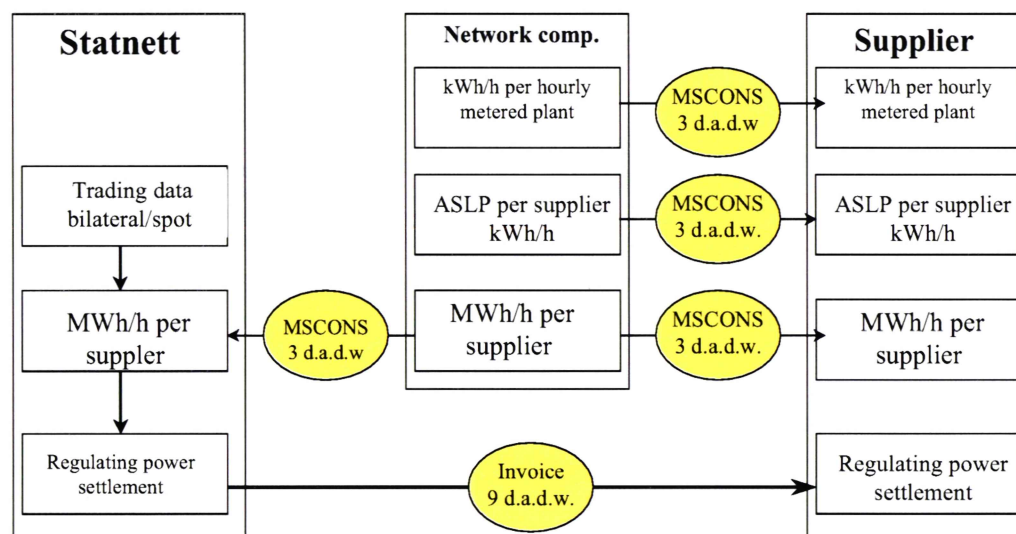 Statnett
Trading data
bilateral/spot
MWh/h per
suppler
Regulating power
settlement
MSCONS
3 d.a.d.w
Network comp.
kWh/h per hourly
metered plant
ASLP per supplier
kWh/h
MWh/h per
supplier
MSCONS
3 d.a.d.w
MSCONS
3 d.a.d.w.
MSCONS
3 d.a.d.w.
Invoice
9 d.a.d.w.
Supplier
kWh/h per hourly
metered plant
ASLP per supplier
kWh/h
MWh/h per
supplier
Regulating power
settlement